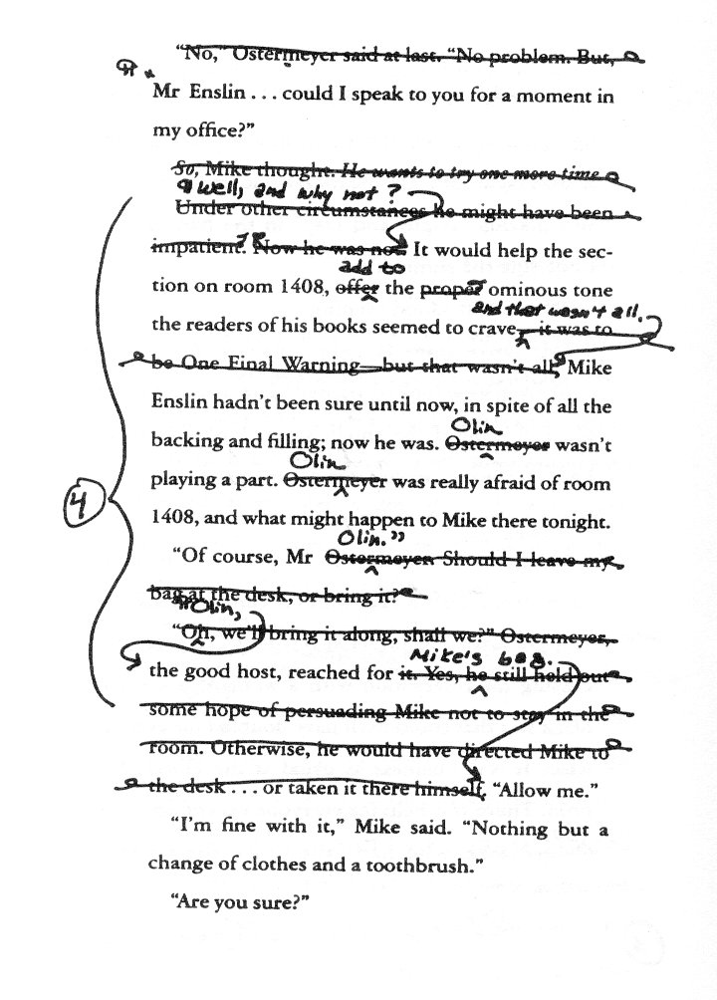 “No,” Ostermeyer said at last. “No problem. But,
Mr Enslin . . . could I speak to you for a moment in
my office?”
So, Mike thought. He wants to try one more time.
¶ Well, and why not?
Under other circumstances he might have been
impatient. Now he was not. It would help the sec-
add to
tion on room 1408, offer the proper ominous tone
and that wasn't all.
the readers of his books seemed to crave—it was to
be One Final Warning—but that wasn’t all. Mike
Enslin hadn’t been sure until now, in spite of all the
Olin
backing and filling; now he was. Ostermeyer wasn’t
Olin
playing a part. Ostermeyer was really afraid of room
1408, and what might happen to Mike there tonight.
Olin.”
“Of course, Mr Ostermeyer. Should I leave my
bag at the desk, or bring it?”
¶ Olin,
“Oh, we’ll bring it along, shall we?” Ostermeyer,
Mike's bag.
the good host, reached for it. Yes, he still held out
4
some hope of persuading Mike not to stay in the
room. Otherwise, he would have directed Mike to
the desk . . . or taken it there himself. “Allow me.”
“I’m fine with it,” Mike said. “Nothing but a
change of clothes and a toothbrush.”
“Are you sure?”